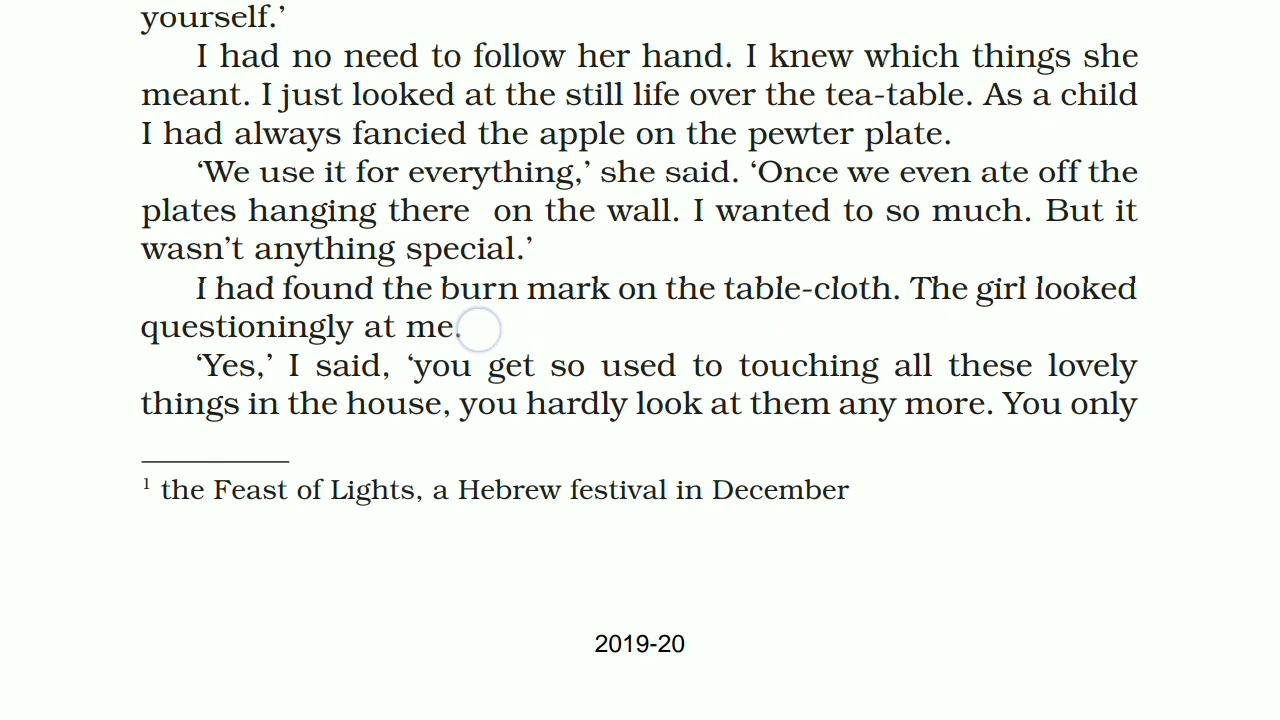 yourself.’
I had no need to follow her hand. I knew which things she
meant. I just looked at the still life over the tea-table. As a child
I had always fancied the apple on the pewter plate.
‘We use it for everything,’ she said. ‘Once we even ate off the
plates hanging there on the wall. I wanted to so much. But it
wasn’t anything special.’
I had found the burn mark on the table-cloth. The girl looked
questioningly at me.
‘Yes,’ I said, ‘you get so used to touching all these lovely
things in the house, you hardly look at them any more. You only
1 the Feast of Lights, a Hebrew festival in December
2019-20